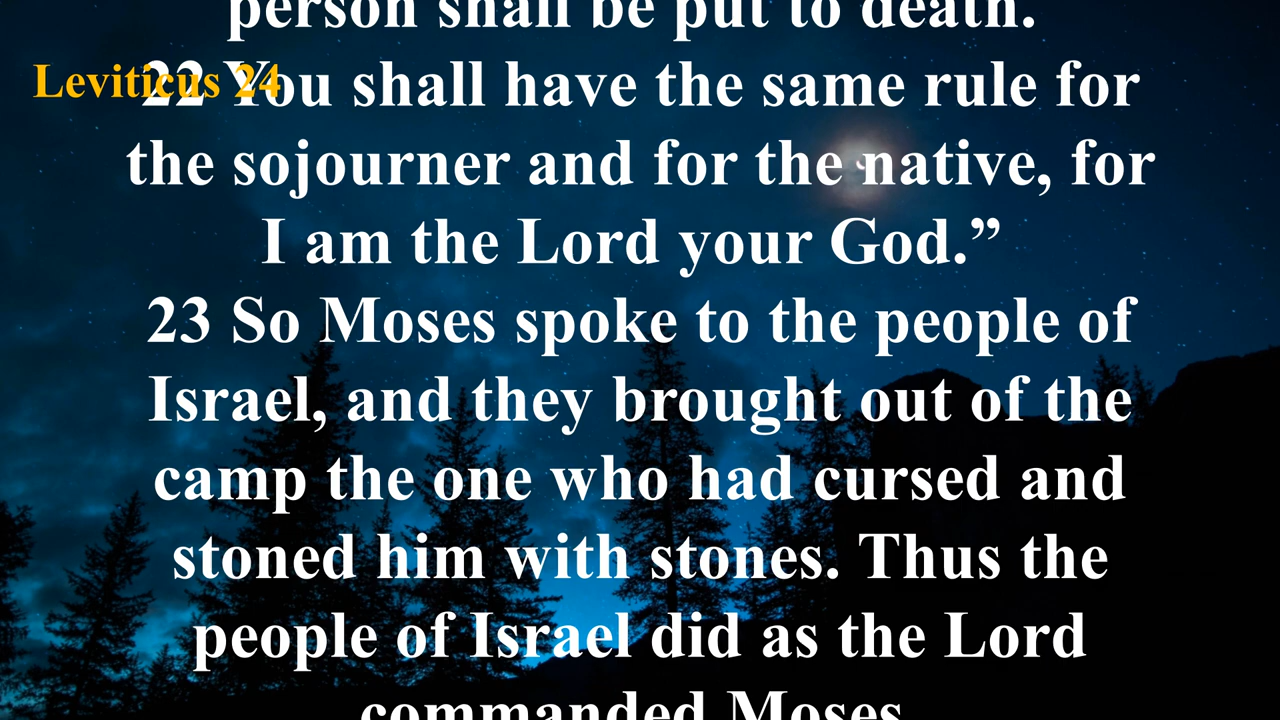 person shall be put to death.
Leviticus 24
22 You shall have the same rule for
the sojourner and for the native, for
I am the Lord your God.”
23 So Moses spoke to the people of
Israel, and they brought out of the
camp the one who had cursed and
stoned him with stones. Thus the
people of Israel did as the Lord
commanded Moses.